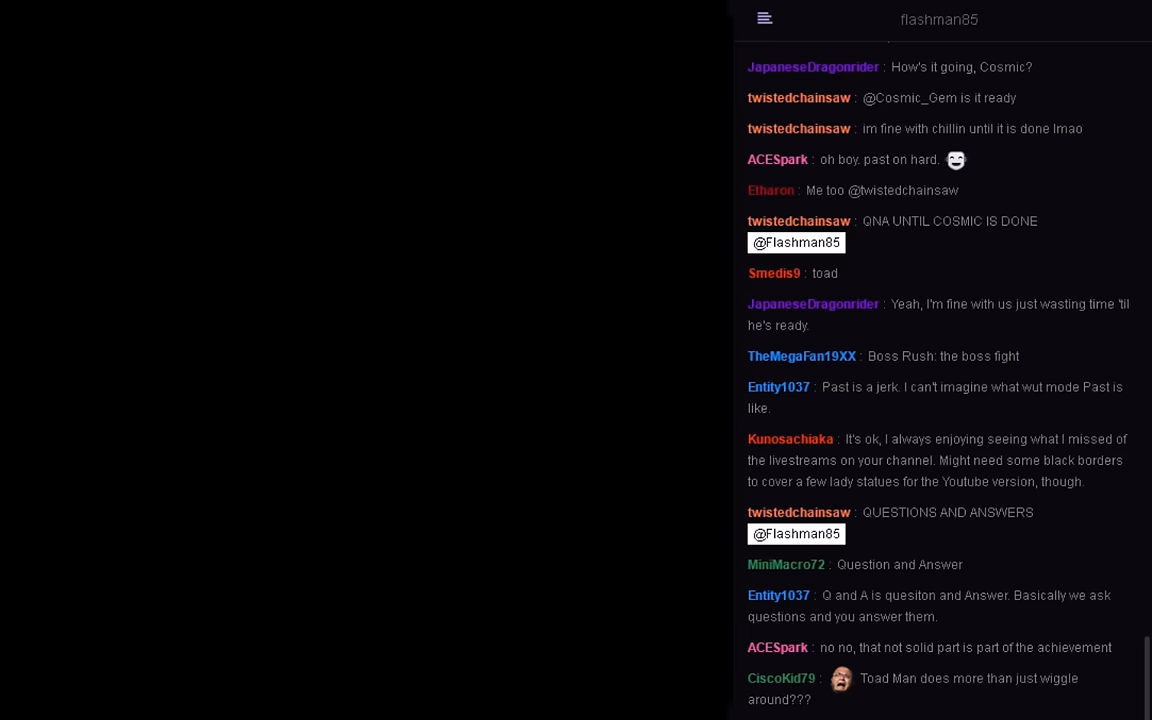 flashman85
JapaneseDragonrider : How's it going, Cosmic?
twistedchainsaw : @Cosmic_Gem is it ready
twistedchainsaw : im fine with chillin until it is done lmao
ACESpark : oh boy. past on hard.
Etharon : Me too @twistedchainsaw
twistedchainsaw : QNA UNTIL COSMIC IS DONE
@Flashman85
Smedis9 : toad
JapaneseDragonrider : Yeah, I'm fine with us just wasting time 'til
he's ready.
TheMegaFan19XX : Boss Rush: the boss fight
Entity1037 : Past is a jerk. I can't imagine what wut mode Past is
like.
Kunosachiaka : It's ok, I always enjoying seeing what I missed of
the livestreams on your channel. Might need some black borders
to cover a few lady statues for the Youtube version, though.
twistedchainsaw : QUESTIONS AND ANSWERS
@Flashman85
MiniMacro72 : Question and Answer
Entity1037 : Q and A is quesiton and Answer. Basically we ask
questions and you answer them.
ACESpark : no no, that not solid part is part of the achievement
CiscoKid79 : Toad Man does more than just wiggle
around???